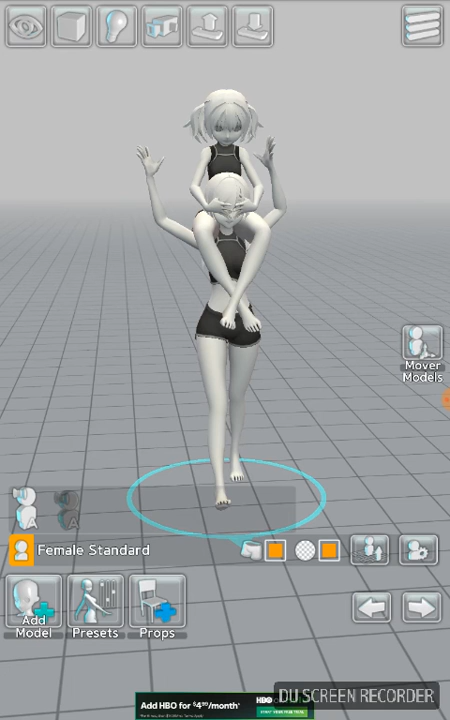 Mover
Models
A
A
Female Standard
Add
Model
Presets
Props
Add HBO for $4.99/month*
HBO
DU SCREEN RECORDER